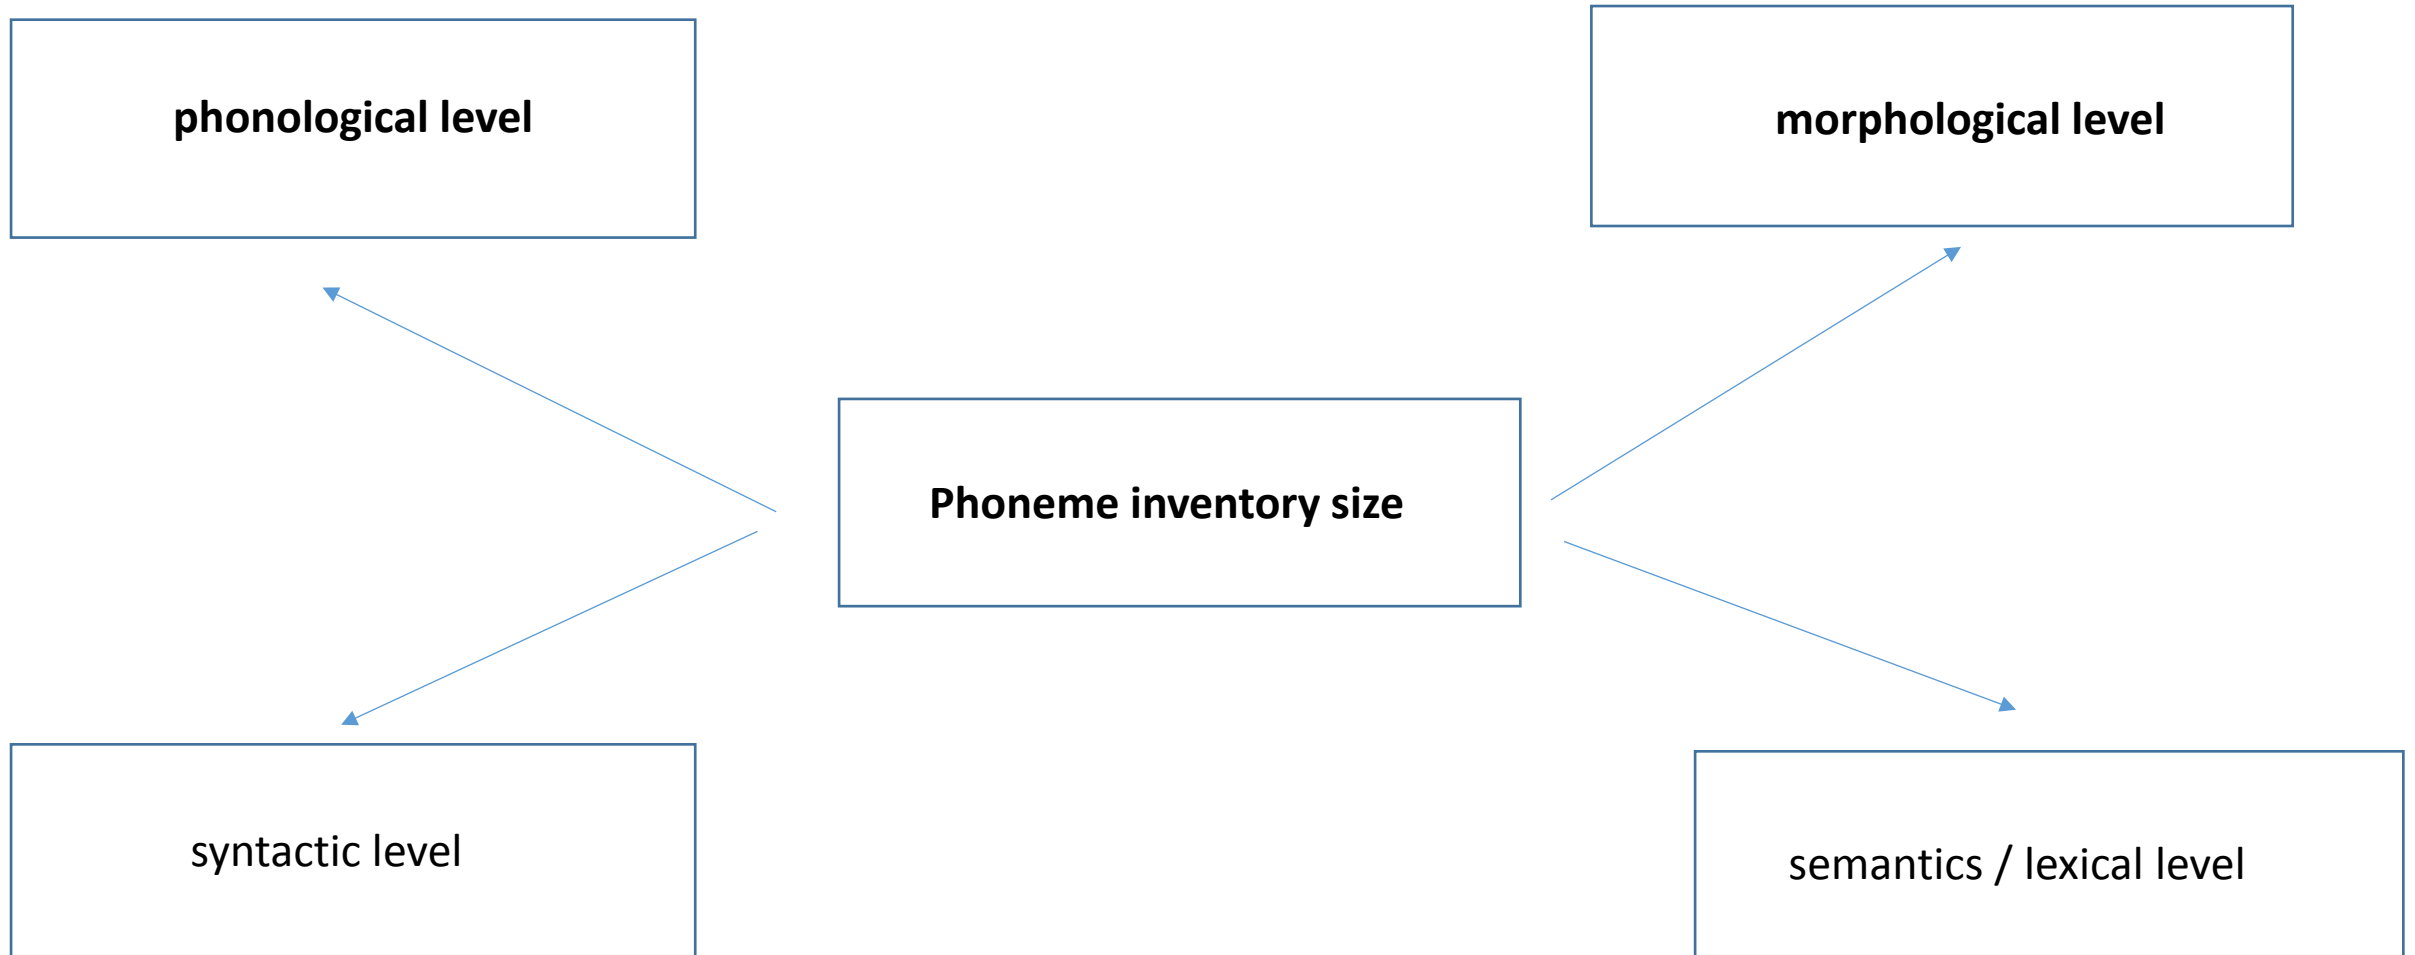 phonological level
morphological level
Phoneme inventory size
syntactic level
semantics / lexical level